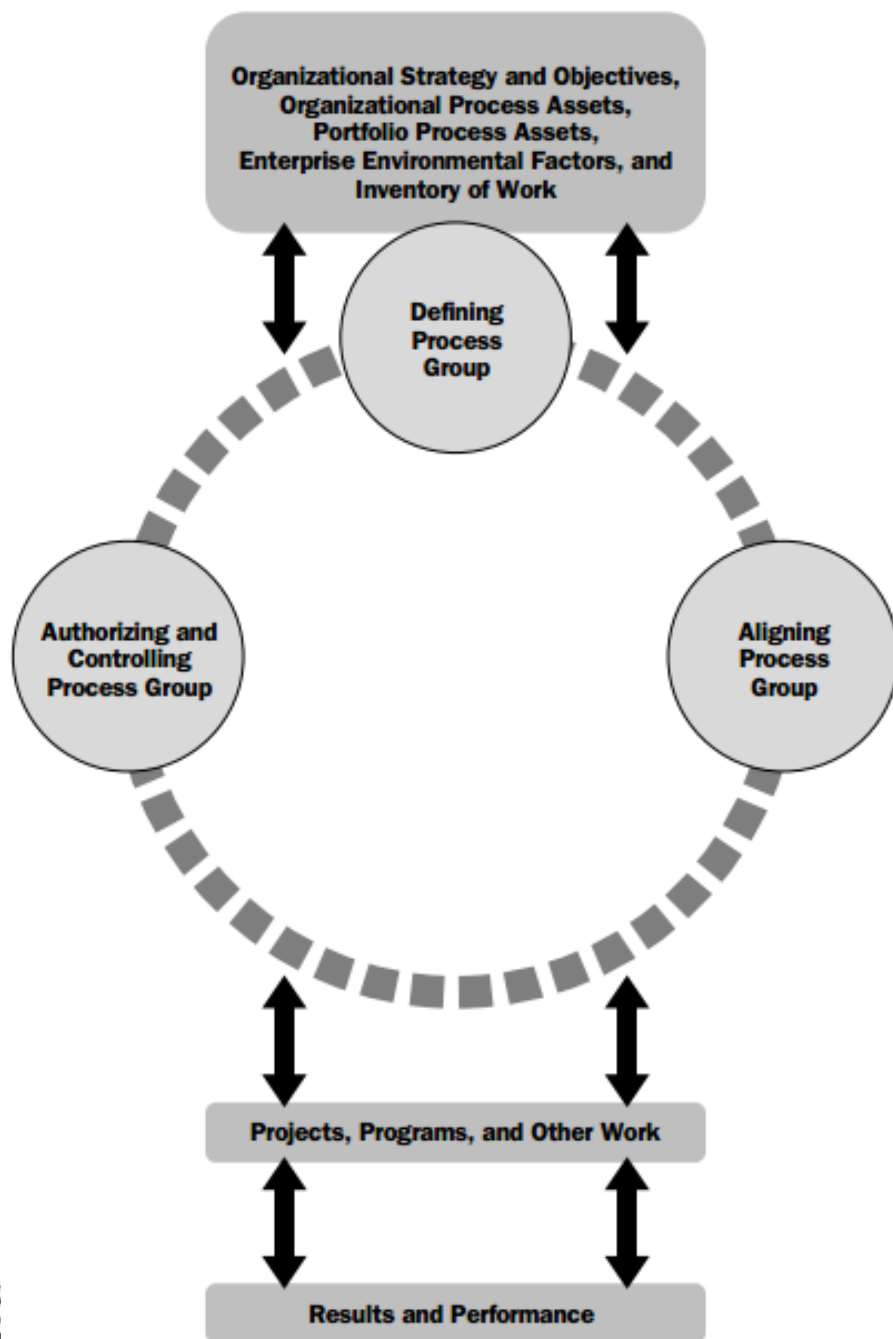 Organizational Strategy and Objectives,
Organizational Process Assets,
Portfolio Process Assets,
Enterprise Environmental Factors, and
Inventory of Work
Defining
Process
Group
Authorizing and
Controlling
Process Group
Aligning
Process
Group
Projects, Programs, and Other Work
Results and Performance